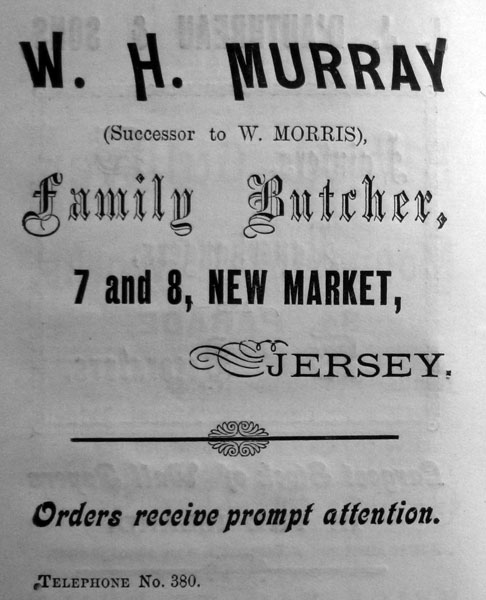 W. H. MURRAY
(Successor to W. MORRIS),
Family Butcher,
7 and 8, NEW MARKET,
JERSEY.
Orders receive prompt attention.
TELEPHONE No. 380.